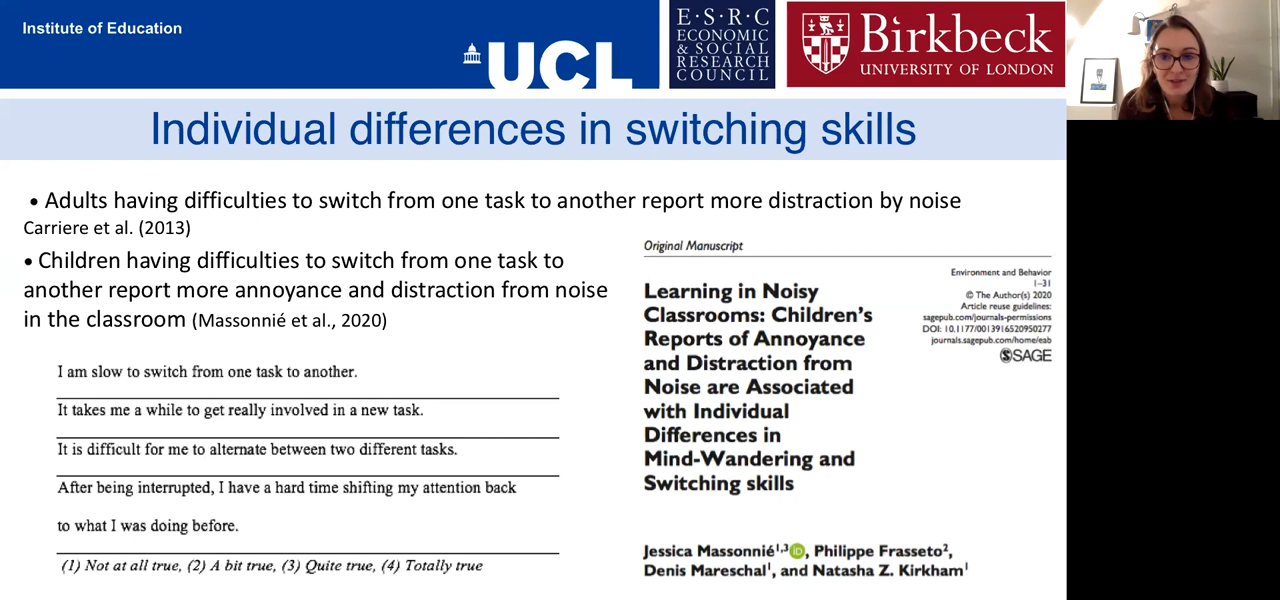 Institute of Education
UCL
E·S·R·C
ECONOMIC
& SOCIAL
RESEARCH
COUNCIL
Birkbeck
UNIVERSITY OF LONDON
Individual differences in switching skills
• Adults having difficulties to switch from one task to another report more distraction by noise
Carriere et al. (2013)
• Children having difficulties to switch from one task to
another report more annoyance and distraction from noise
in the classroom (Massonnié et al., 2020)
I am slow to switch from one task to another.
It takes me a while to get really involved in a new task.
It is difficult for me to alternate between two different tasks.
After being interrupted, I have a hard time shifting my attention back
to what I was doing before.
(1) Not at all true, (2) A bit true, (3) Quite true, (4) Totally true
Original Manuscript
Environment and Behavior
1–31
© The Author(s) 2020
Article reuse guidelines:
sagepub.com/journals-permissions
DOI: 10.1177/0013916520950277
journals.sagepub.com/home/eab
SAGE
Learning in Noisy
Classrooms: Children's
Reports of Annoyance
and Distraction from
Noise are Associated
with Individual
Differences in
Mind-Wandering and
Switching skills
Jessica Massonnié1,3 iD, Philippe Frasseto2,
Denis Mareschal1, and Natasha Z. Kirkham1